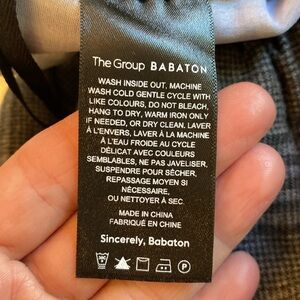 The Group BABATON
WASH INSIDE OUT, MACHINE
WASH COLD GENTLE CYCLE WITH
LIKE COLOURS, DO NOT BLEACH,
HANG TO DRY, WARM IRON ONLY
IF NEEDED, OR DRY CLEAN. LAVER
À L'ENVERS, LAVER À LA MACHINE
À L'EAU FROIDE AU CYCLE
DÉLICAT AVEC COULEURS
SEMBLABLES, NE PAS JAVELISER,
SUSPENDRE POUR SÉCHER,
REPASSAGE MOYEN SI
NÉCESSAIRE,
OU NETTOYER À SEC.
MADE IN CHINA
FABRIQUÉ EN CHINE
Sincerely, Babaton
P